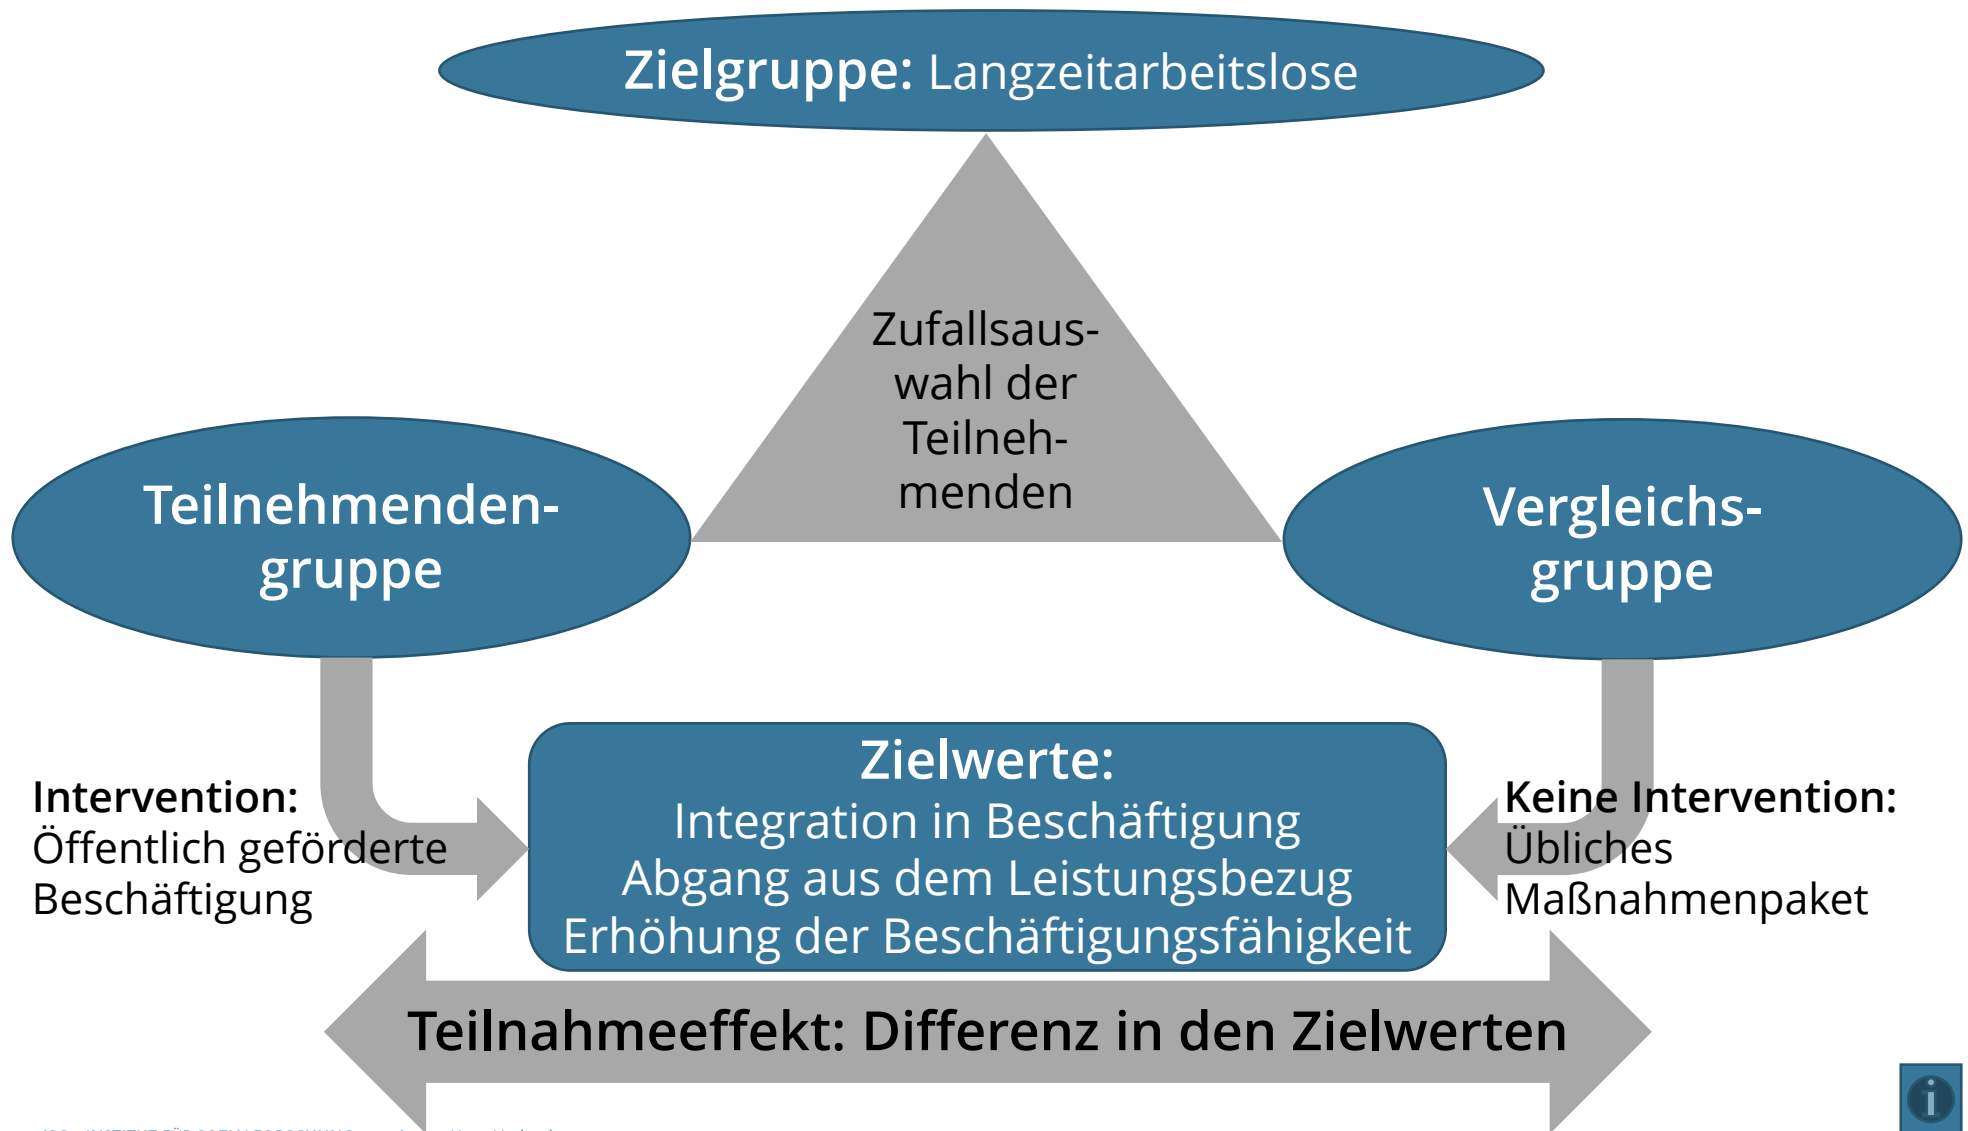 Zielgruppe: Langzeitarbeitslose
Zufallsaus-
wahl der
Teilneh-
menden
Teilnehmenden-
gruppe
Vergleichs-
gruppe
Intervention:
Öffentlich geförderte
Beschäftigung
Zielwerte:
Integration in Beschäftigung
Abgang aus dem Leistungsbezug
Erhöhung der Beschäftigungsfähigkeit
Keine Intervention:
Übliches
Maßnahmenpaket
Teilnahmeeffekt: Differenz in den Zielwerten
i